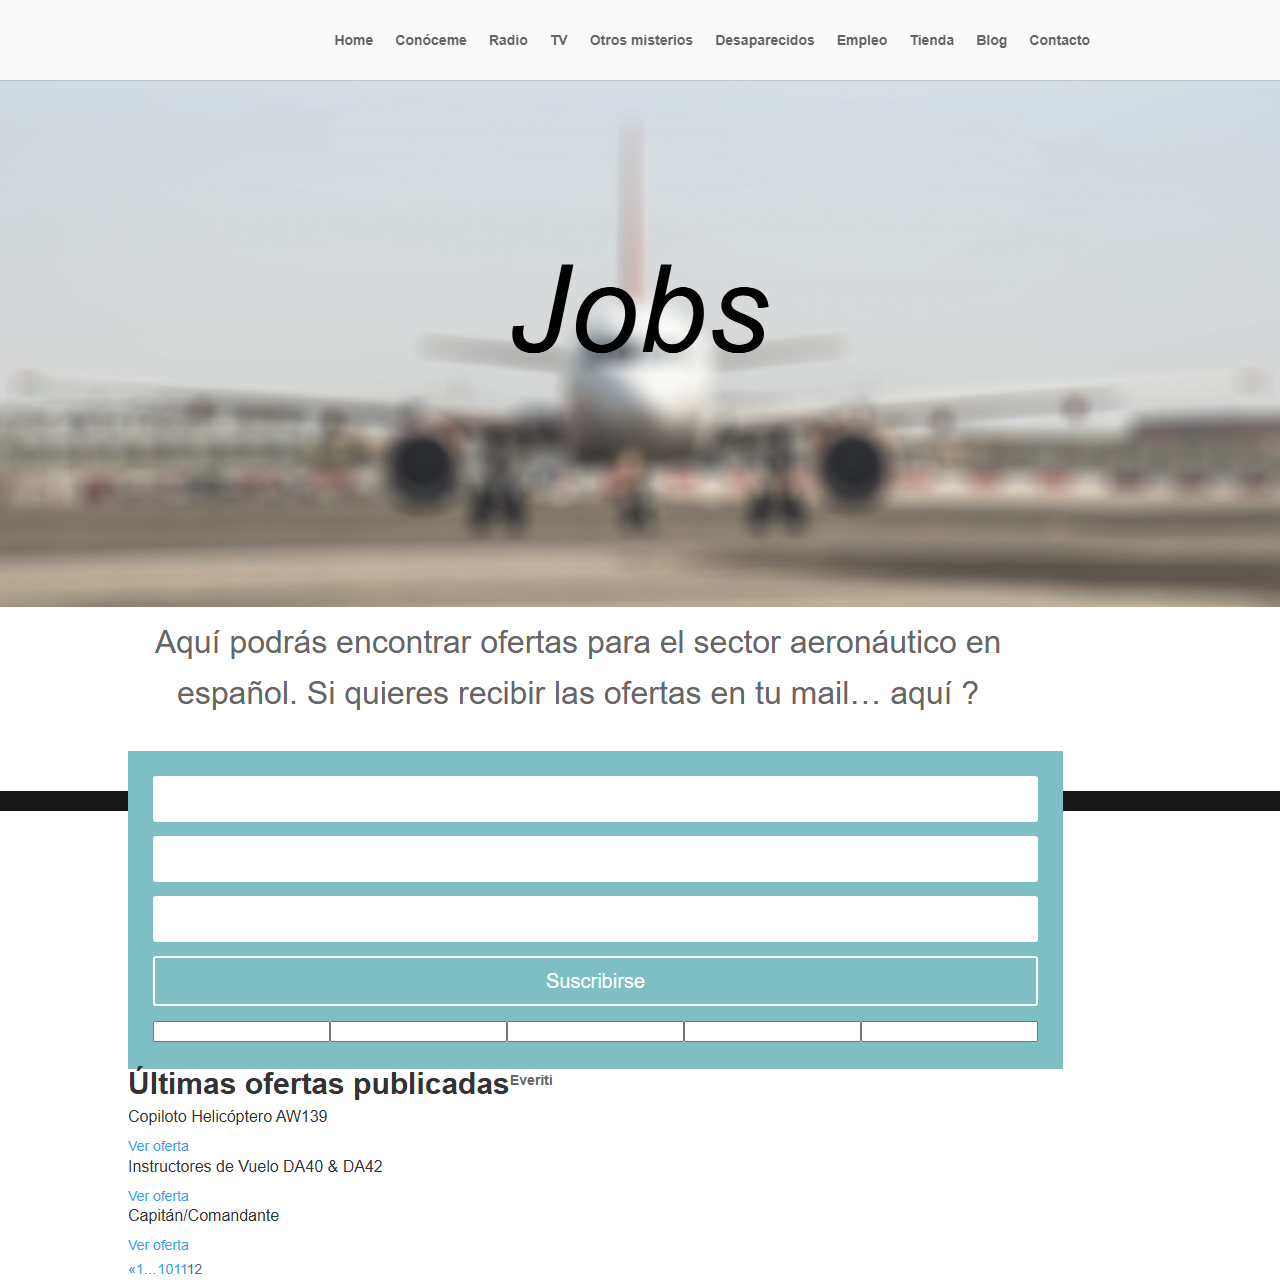 Home Conóceme Radio TV Otros misterios Desaparecidos Empleo Tienda Blog Contacto
Jobs
Aquí podrás encontrar ofertas para el sector aeronáutico en
español. Si quieres recibir las ofertas en tu mail… aquí ?
Suscribirse
Últimas ofertas publicadasEveriti
Copiloto Helicóptero AW139
Ver oferta
Instructores de Vuelo DA40 & DA42
Ver oferta
Capitán/Comandante
Ver oferta
«1…101112